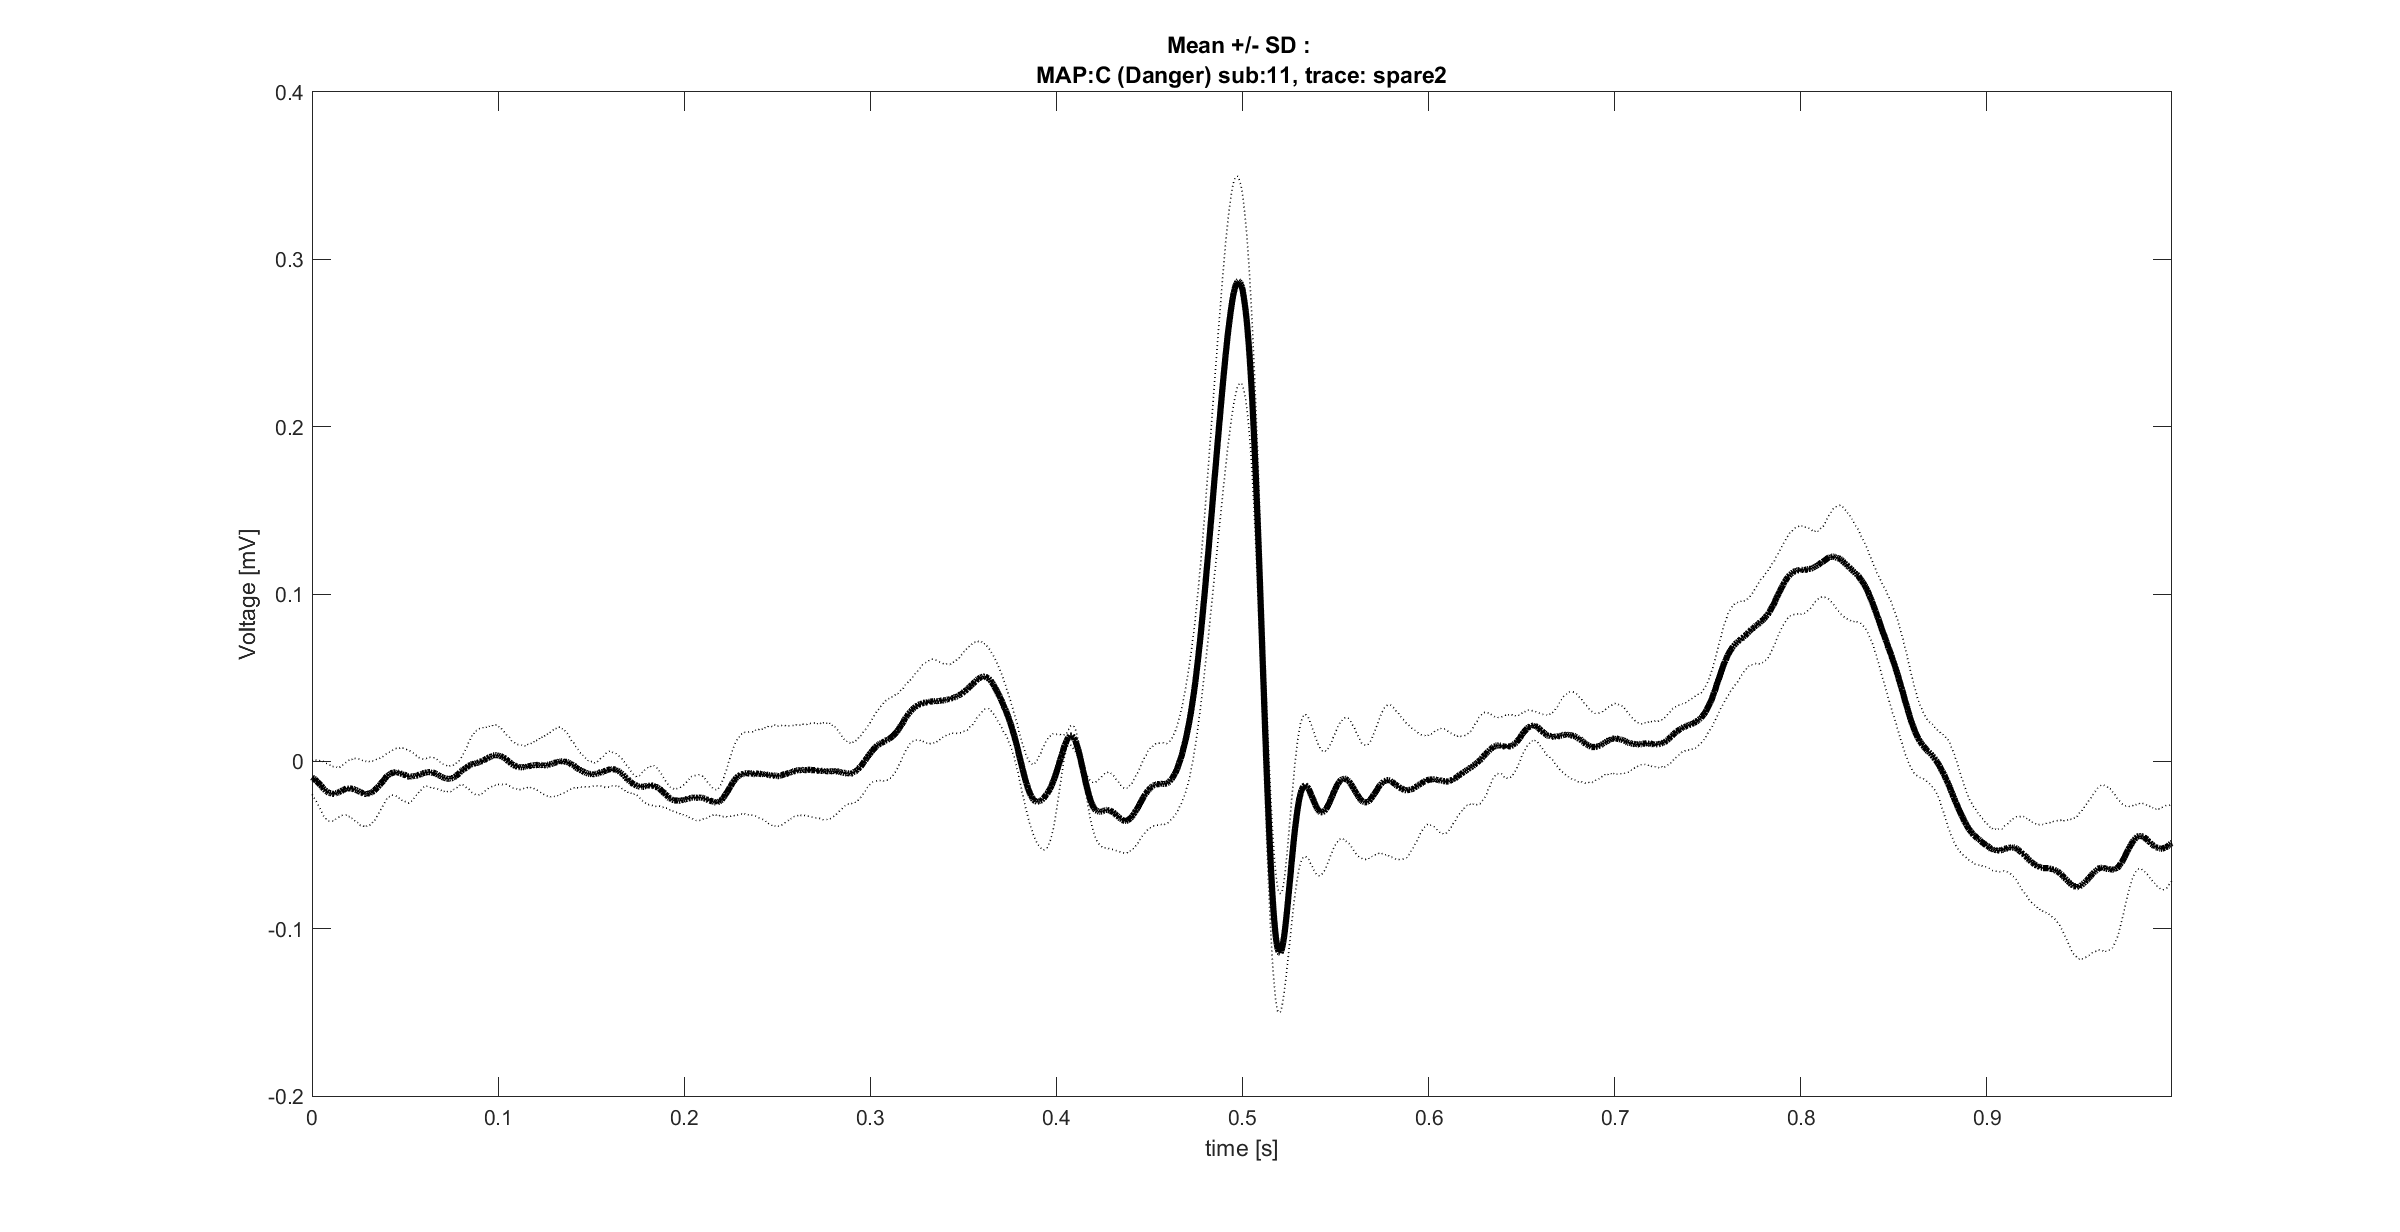 Mean +/- SD :
MAP:C (Danger) sub:11, trace: spare2
0.4
0.3
0.2
0.1
0
-0.1
-0.2
Voltage [mV]
0 0.1 0.2 0.3 0.4 0.5 0.6 0.7 0.8 0.9
time [s]